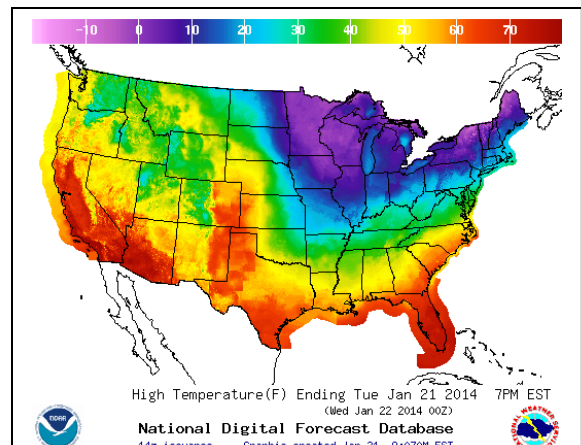 -10 0 10 20 30 40 50 60 70
High Temperature(F) Ending Tue Jan 21 2014 7PM EST
(Wed Jan 22 2014 00Z)
National Digital Forecast Database
NOAA